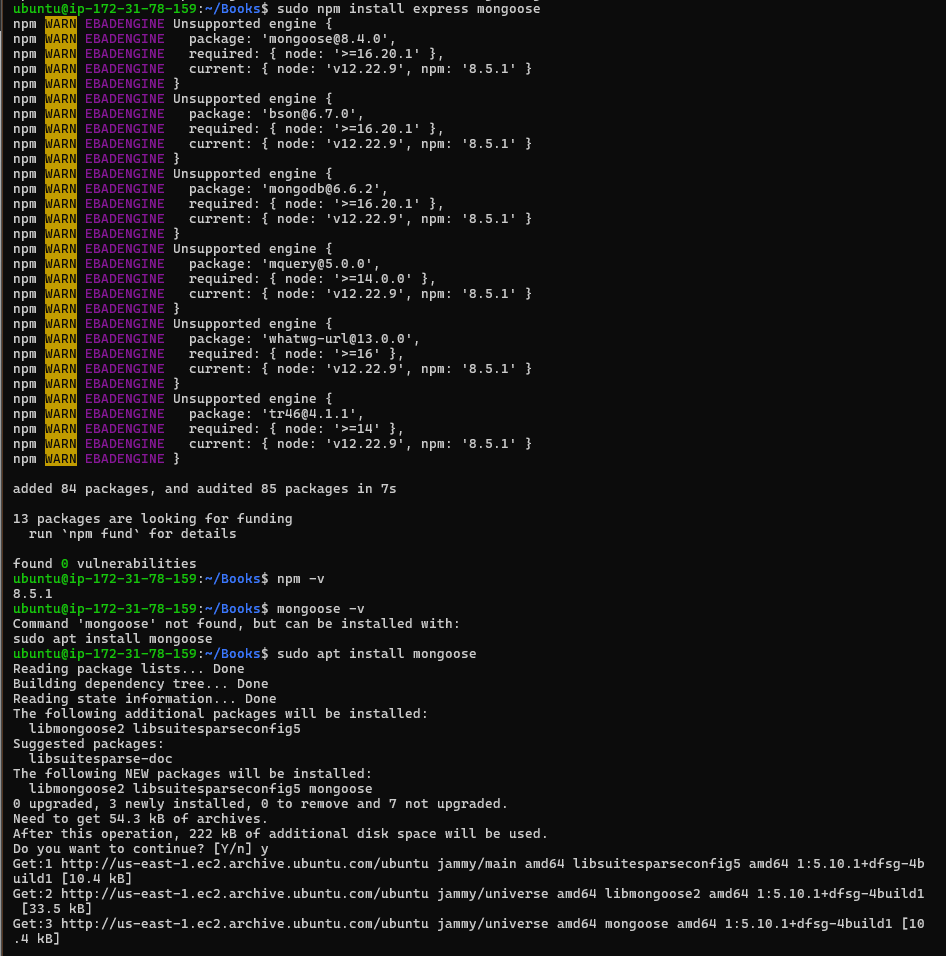 ubuntu@ip-172-31-78-159:~/Books$ sudo npm install express mongoose
npm WARN EBADENGINE Unsupported engine {
npm WARN EBADENGINE   package: 'mongoose@8.4.0',
npm WARN EBADENGINE   required: { node: '>=16.20.1' },
npm WARN EBADENGINE   current: { node: 'v12.22.9', npm: '8.5.1' }
npm WARN EBADENGINE }
npm WARN EBADENGINE Unsupported engine {
npm WARN EBADENGINE   package: 'bson@6.7.0',
npm WARN EBADENGINE   required: { node: '>=16.20.1' },
npm WARN EBADENGINE   current: { node: 'v12.22.9', npm: '8.5.1' }
npm WARN EBADENGINE }
npm WARN EBADENGINE Unsupported engine {
npm WARN EBADENGINE   package: 'mongodb@6.6.2',
npm WARN EBADENGINE   required: { node: '>=16.20.1' },
npm WARN EBADENGINE   current: { node: 'v12.22.9', npm: '8.5.1' }
npm WARN EBADENGINE }
npm WARN EBADENGINE Unsupported engine {
npm WARN EBADENGINE   package: 'mquery@5.0.0',
npm WARN EBADENGINE   required: { node: '>=14.0.0' },
npm WARN EBADENGINE   current: { node: 'v12.22.9', npm: '8.5.1' }
npm WARN EBADENGINE }
npm WARN EBADENGINE Unsupported engine {
npm WARN EBADENGINE   package: 'whatwg-url@13.0.0',
npm WARN EBADENGINE   required: { node: '>=16' },
npm WARN EBADENGINE   current: { node: 'v12.22.9', npm: '8.5.1' }
npm WARN EBADENGINE }
npm WARN EBADENGINE Unsupported engine {
npm WARN EBADENGINE   package: 'tr46@4.1.1',
npm WARN EBADENGINE   required: { node: '>=14' },
npm WARN EBADENGINE   current: { node: 'v12.22.9', npm: '8.5.1' }
npm WARN EBADENGINE }
added 84 packages, and audited 85 packages in 7s
13 packages are looking for funding
  run `npm fund` for details
found 0 vulnerabilities
ubuntu@ip-172-31-78-159:~/Books$ npm -v
8.5.1
ubuntu@ip-172-31-78-159:~/Books$ mongoose -v
Command 'mongoose' not found, but can be installed with:
sudo apt install mongoose
ubuntu@ip-172-31-78-159:~/Books$ sudo apt install mongoose
Reading package lists... Done
Building dependency tree... Done
Reading state information... Done
The following additional packages will be installed:
  libmongoose2 libsuitesparseconfig5
Suggested packages:
  libsuitesparse-doc
The following NEW packages will be installed:
  libmongoose2 libsuitesparseconfig5 mongoose
0 upgraded, 3 newly installed, 0 to remove and 7 not upgraded.
Need to get 54.3 kB of archives.
After this operation, 222 kB of additional disk space will be used.
Do you want to continue? [Y/n] y
Get:1 http://us-east-1.ec2.archive.ubuntu.com/ubuntu jammy/main amd64 libsuitesparseconfig5 amd64 1:5.10.1+dfsg-4b
uild1 [10.4 kB]
Get:2 http://us-east-1.ec2.archive.ubuntu.com/ubuntu jammy/universe amd64 libmongoose2 amd64 1:5.10.1+dfsg-4build1
 [33.5 kB]
Get:3 http://us-east-1.ec2.archive.ubuntu.com/ubuntu jammy/universe amd64 mongoose amd64 1:5.10.1+dfsg-4build1 [10
.4 kB]